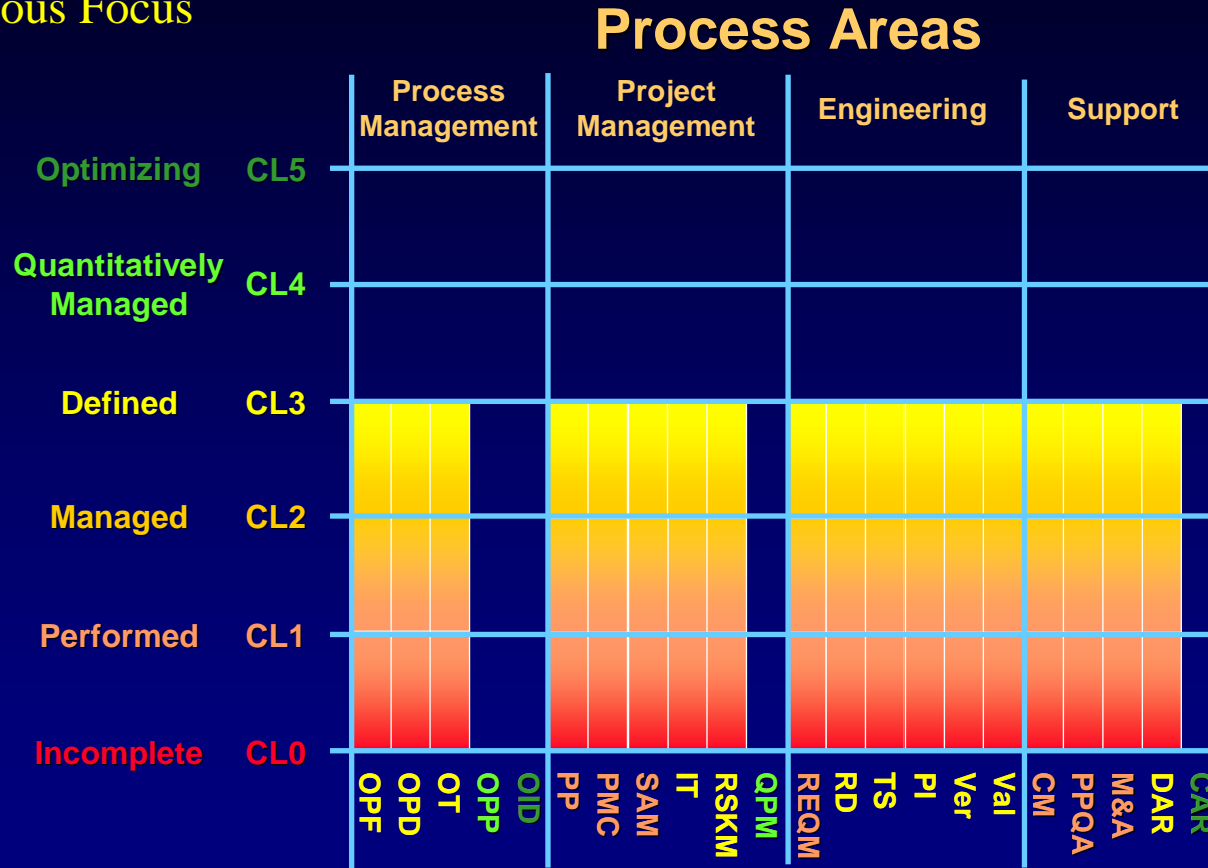 ous Focus
Process Areas
Process
Management
Project
Management
Engineering
Support
Optimizing CL5
Quantitatively
Managed
CL4
Defined CL3
Managed CL2
Performed CL1
Incomplete CL0
OPF
OPD
OT
OPP
OID
PP
PMC
SAM
IT
RSKM
QPM
REQM
RD
TS
PI
Ver
Val
CM
PPQA
M&A
DAR
CAR